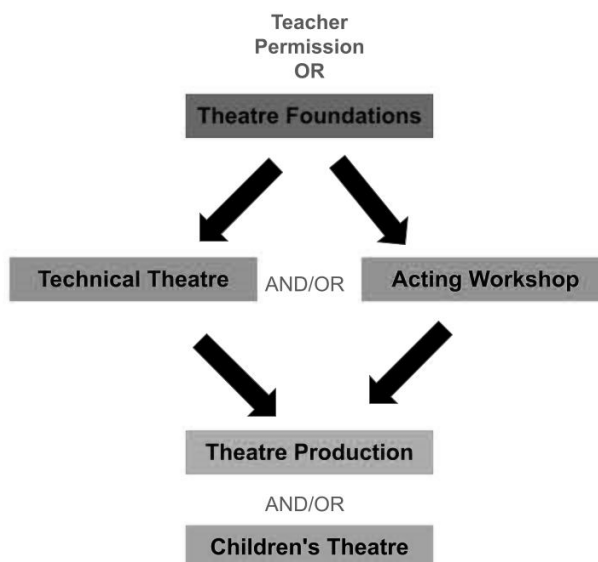 Teacher
Permission
OR
Theatre Foundations
Technical Theatre AND/OR Acting Workshop
Theatre Production
AND/OR
Children's Theatre